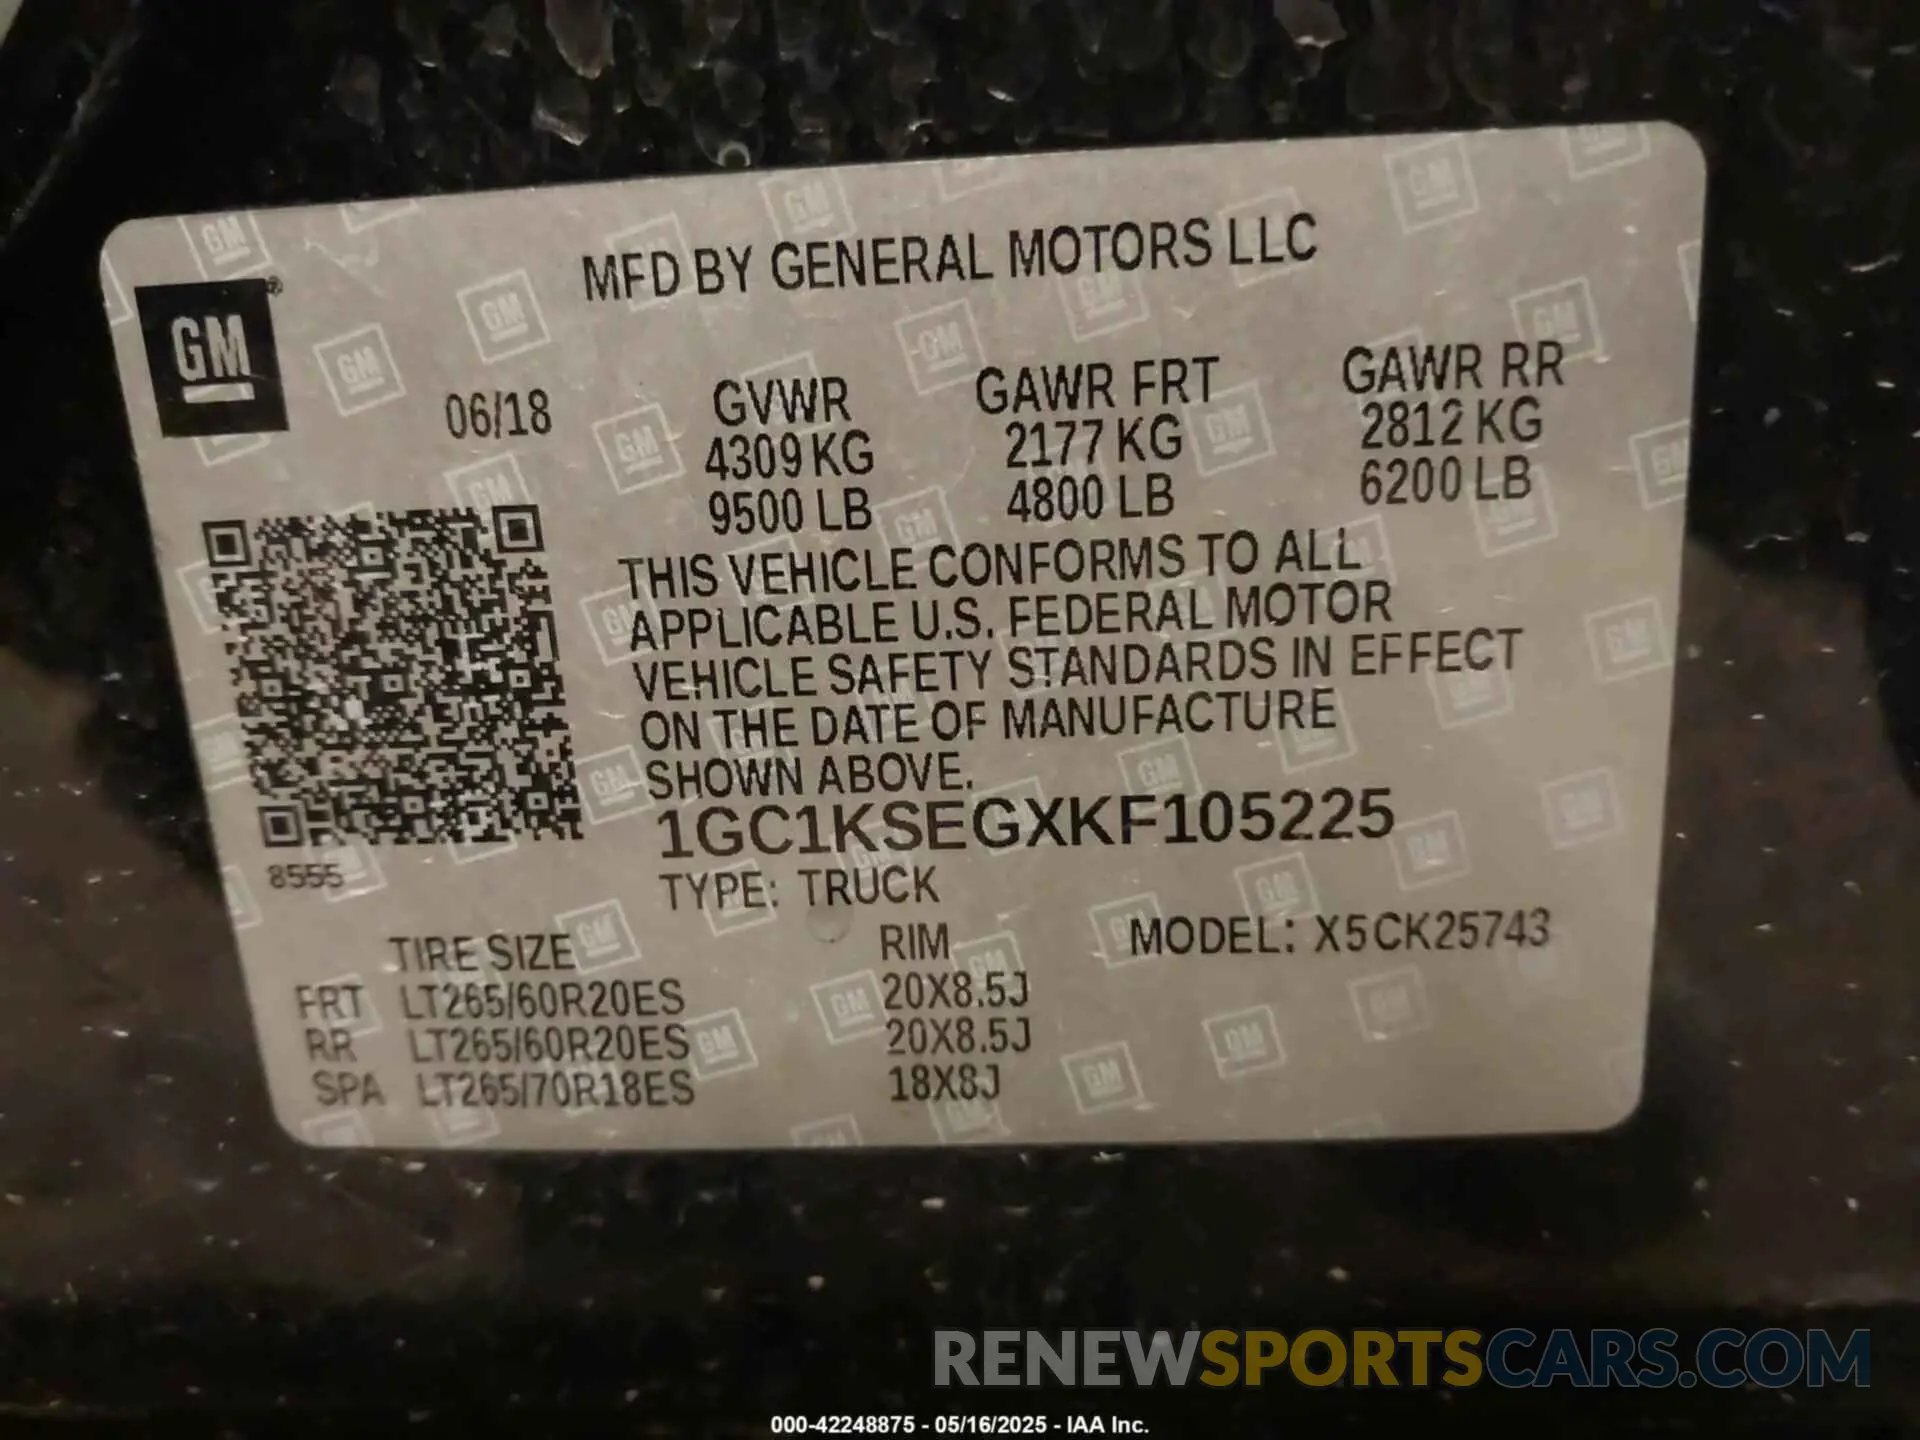 MFD BY GENERAL MOTORS LLC
GM®
06/18
GVWR
4309 KG
9500 LB
GAWR FRT
2177 KG
4800 LB
GAWR RR
2812 KG
6200 LB
THIS VEHICLE CONFORMS TO ALL
APPLICABLE U.S. FEDERAL MOTOR
VEHICLE SAFETY STANDARDS IN EFFECT
ON THE DATE OF MANUFACTURE
SHOWN ABOVE.
1GC1KSEGXKF105225
8555
TYPE: TRUCK
MODEL: X5CK25743
TIRE SIZE RIM
FRT LT265/60R20ES 20X8.5J
RR LT265/60R20ES 20X8.5J
SPA LT265/70R18ES 18X8J
RENEWSPORTSCARS.COM
000-42248875 - 05/16/2025 - IAA Inc.